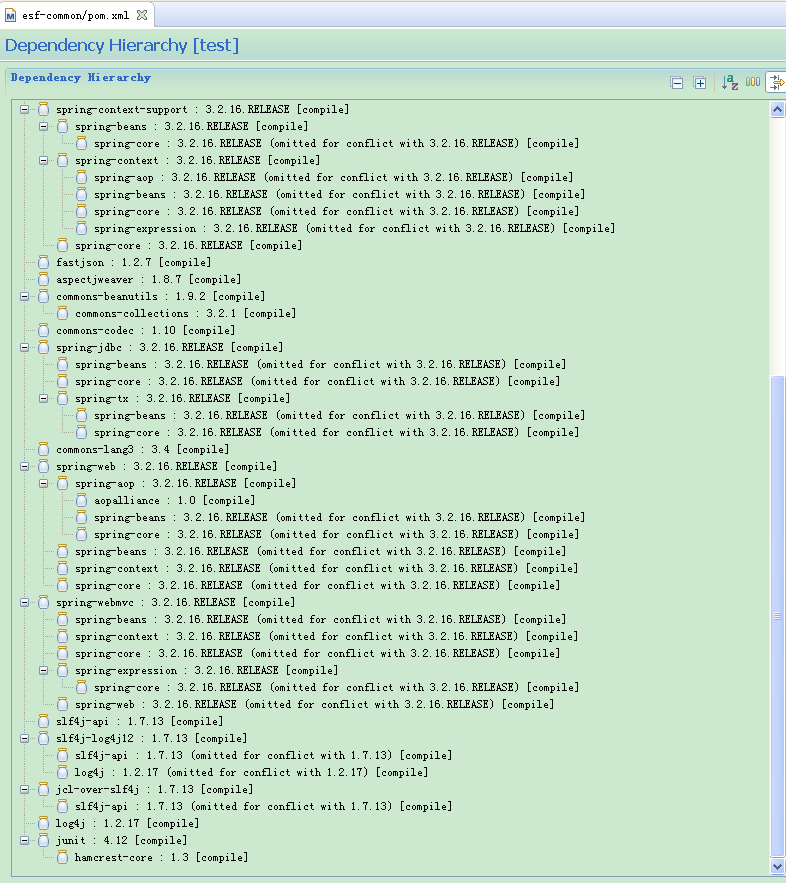 esf-common/pom.xml
Dependency Hierarchy [test]
Dependency Hierarchy
spring-context-support : 3.2.16.RELEASE [compile]
spring-beans : 3.2.16.RELEASE [compile]
spring-core : 3.2.16.RELEASE (omitted for conflict with 3.2.16.RELEASE) [compile]
spring-context : 3.2.16.RELEASE [compile]
spring-aop : 3.2.16.RELEASE (omitted for conflict with 3.2.16.RELEASE) [compile]
spring-beans : 3.2.16.RELEASE (omitted for conflict with 3.2.16.RELEASE) [compile]
spring-core : 3.2.16.RELEASE (omitted for conflict with 3.2.16.RELEASE) [compile]
spring-expression : 3.2.16.RELEASE (omitted for conflict with 3.2.16.RELEASE) [compile]
spring-core : 3.2.16.RELEASE [compile]
fastjson : 1.2.7 [compile]
aspectjweaver : 1.8.7 [compile]
commons-beanutils : 1.9.2 [compile]
commons-collections : 3.2.1 [compile]
commons-codec : 1.10 [compile]
spring-jdbc : 3.2.16.RELEASE [compile]
spring-beans : 3.2.16.RELEASE (omitted for conflict with 3.2.16.RELEASE) [compile]
spring-core : 3.2.16.RELEASE (omitted for conflict with 3.2.16.RELEASE) [compile]
spring-tx : 3.2.16.RELEASE [compile]
spring-beans : 3.2.16.RELEASE (omitted for conflict with 3.2.16.RELEASE) [compile]
spring-core : 3.2.16.RELEASE (omitted for conflict with 3.2.16.RELEASE) [compile]
commons-lang3 : 3.4 [compile]
spring-web : 3.2.16.RELEASE [compile]
spring-aop : 3.2.16.RELEASE [compile]
aopalliance : 1.0 [compile]
spring-beans : 3.2.16.RELEASE (omitted for conflict with 3.2.16.RELEASE) [compile]
spring-core : 3.2.16.RELEASE (omitted for conflict with 3.2.16.RELEASE) [compile]
spring-beans : 3.2.16.RELEASE (omitted for conflict with 3.2.16.RELEASE) [compile]
spring-context : 3.2.16.RELEASE (omitted for conflict with 3.2.16.RELEASE) [compile]
spring-core : 3.2.16.RELEASE (omitted for conflict with 3.2.16.RELEASE) [compile]
spring-webmvc : 3.2.16.RELEASE [compile]
spring-beans : 3.2.16.RELEASE (omitted for conflict with 3.2.16.RELEASE) [compile]
spring-context : 3.2.16.RELEASE (omitted for conflict with 3.2.16.RELEASE) [compile]
spring-core : 3.2.16.RELEASE (omitted for conflict with 3.2.16.RELEASE) [compile]
spring-expression : 3.2.16.RELEASE [compile]
spring-core : 3.2.16.RELEASE (omitted for conflict with 3.2.16.RELEASE) [compile]
spring-web : 3.2.16.RELEASE (omitted for conflict with 3.2.16.RELEASE) [compile]
slf4j-api : 1.7.13 [compile]
slf4j-log4j12 : 1.7.13 [compile]
slf4j-api : 1.7.13 (omitted for conflict with 1.7.13) [compile]
log4j : 1.2.17 (omitted for conflict with 1.2.17) [compile]
jcl-over-slf4j : 1.7.13 [compile]
slf4j-api : 1.7.13 (omitted for conflict with 1.7.13) [compile]
log4j : 1.2.17 [compile]
junit : 4.12 [compile]
hamcrest-core : 1.3 [compile]